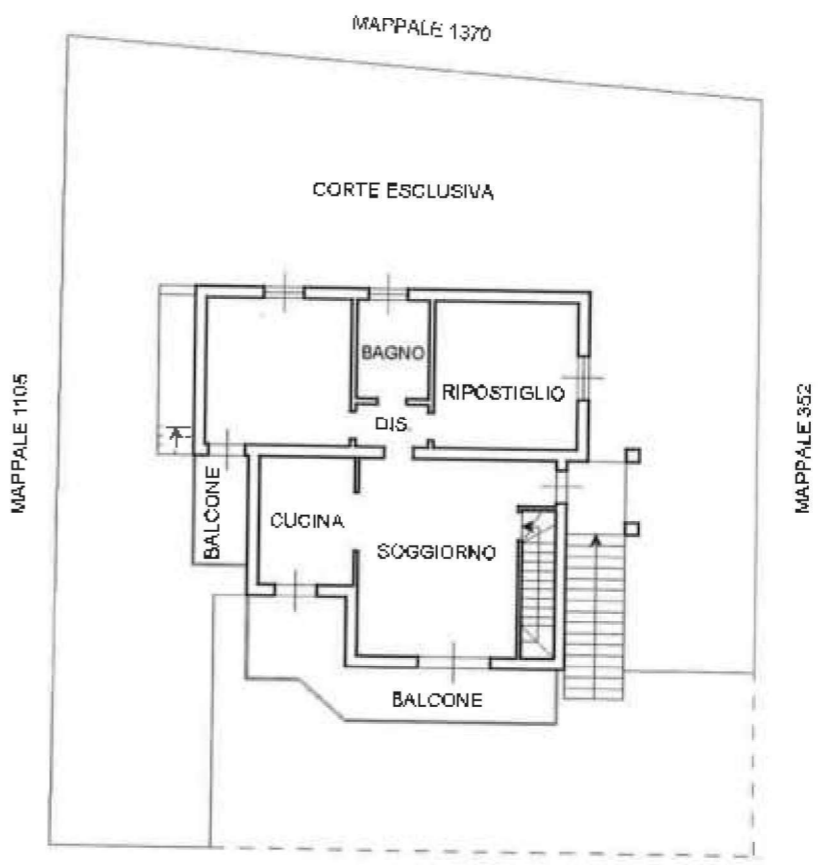 MAPPALE 1370
CORTE ESCLUSIVA
BAGNO
RIPOSTIGLIO
DIS.
MAPPALE 1105
MAPPALE 352
BALCONE
CUCINA
SOGGIORNO
BALCONE